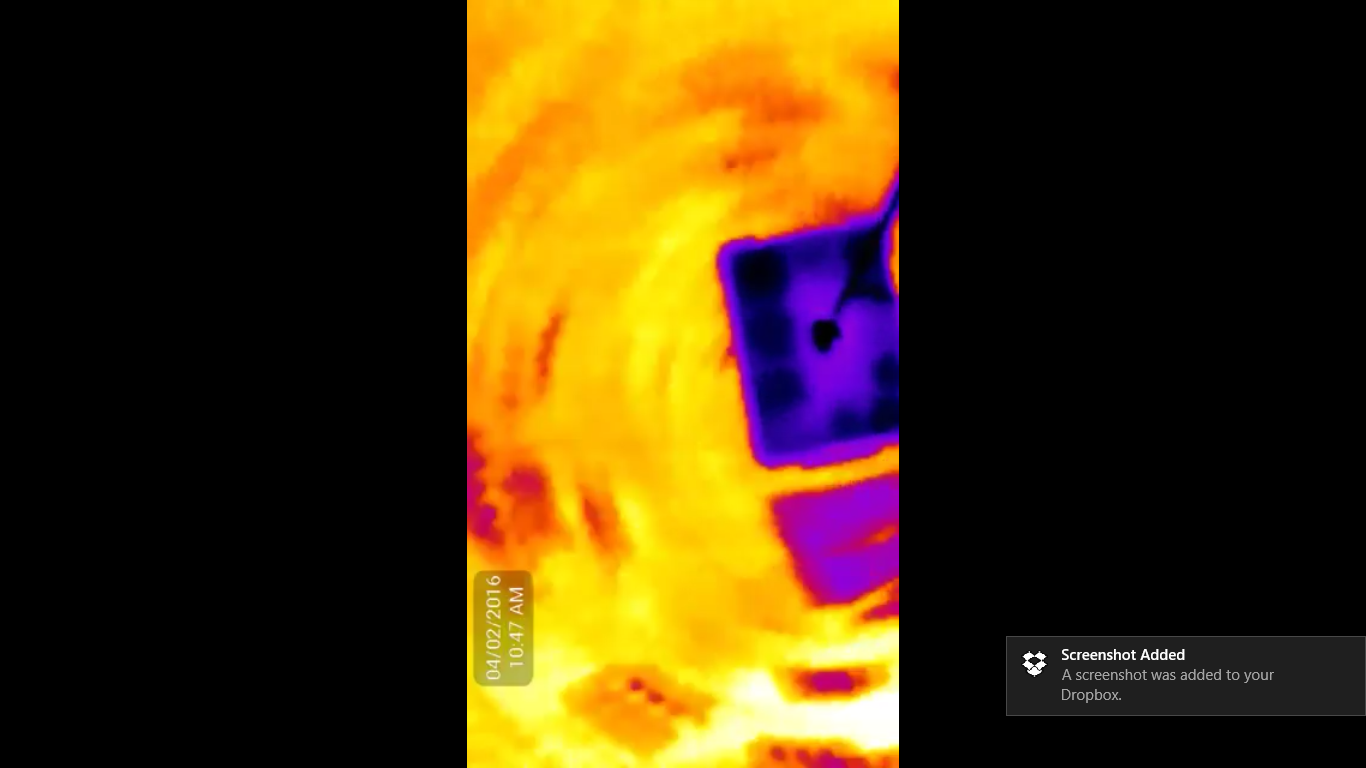 04/02/2016
10:47 AM
Screenshot Added
A screenshot was added to your
Dropbox.